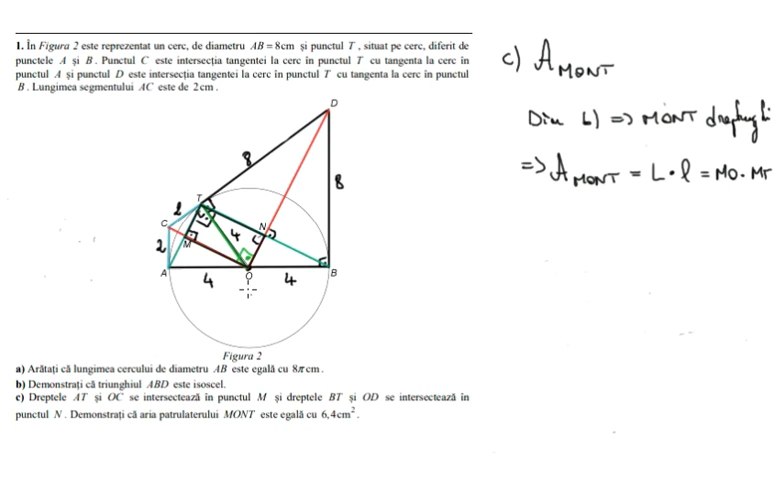 1. În Figura 2 este reprezentat un cerc, de diametru AB = 8cm și punctul T , situat pe cerc, diferit de
punctele A și B . Punctul C este intersecția tangentei la cerc în punctul T cu tangenta la cerc în
punctul A și punctul D este intersecția tangentei la cerc în punctul T cu tangenta la cerc în punctul
B . Lungimea segmentului AC este de 2cm .
D
8
8
T
2
C
N
4
2
M
A
O
B
4
4
Figura 2
a) Arătați că lungimea cercului de diametru AB este egală cu 8πcm .
b) Demonstrați că triunghiul ABD este isoscel.
c) Dreptele AT și OC se intersectează în punctul M și dreptele BT și OD se intersectează în
punctul N . Demonstrați că aria patrulaterului MONT este egală cu 6,4cm² .
c) A MONT
Din b) => MONT
=> A MONT = L · l = MO · MT